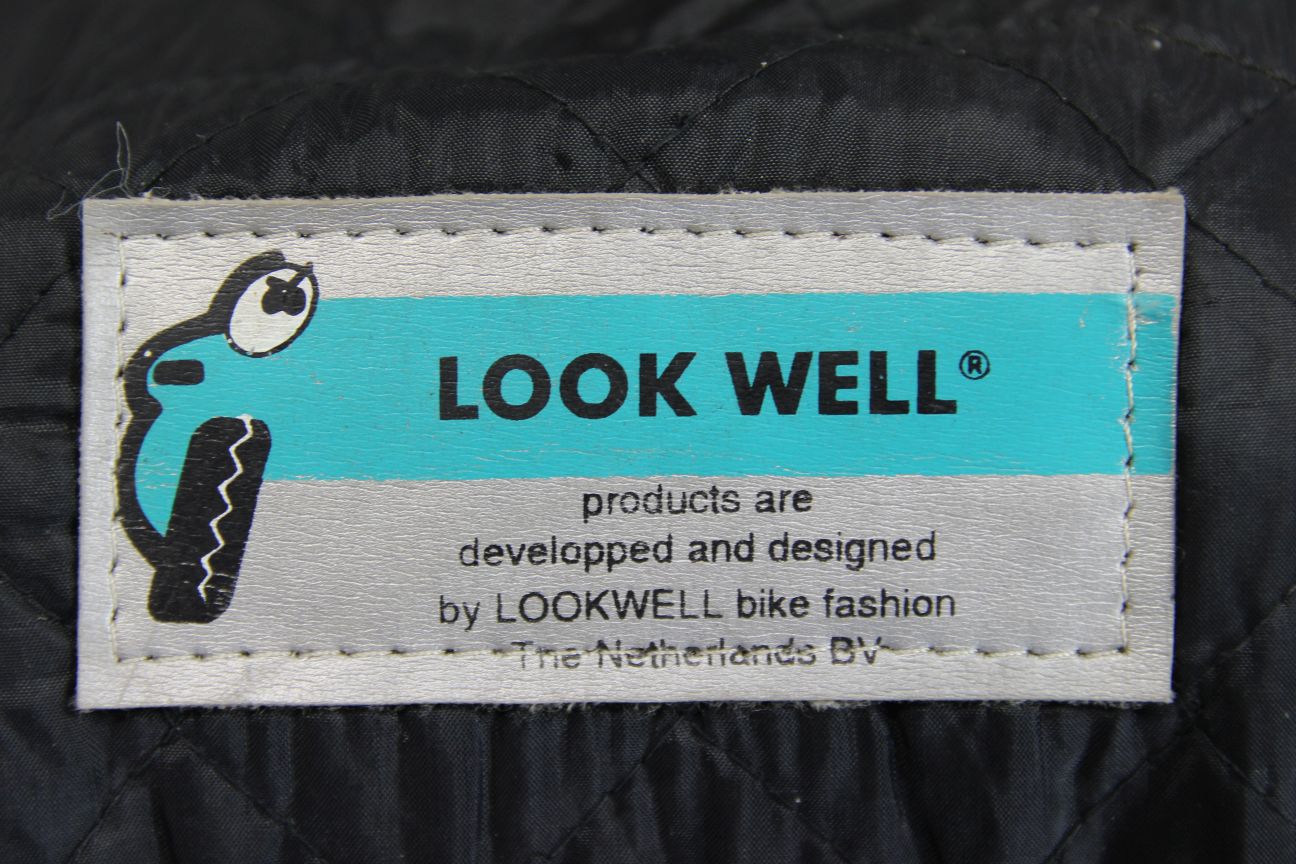 LOOK WELL®
products are
developped and designed
by LOOKWELL bike fashion
The Netherlands BV